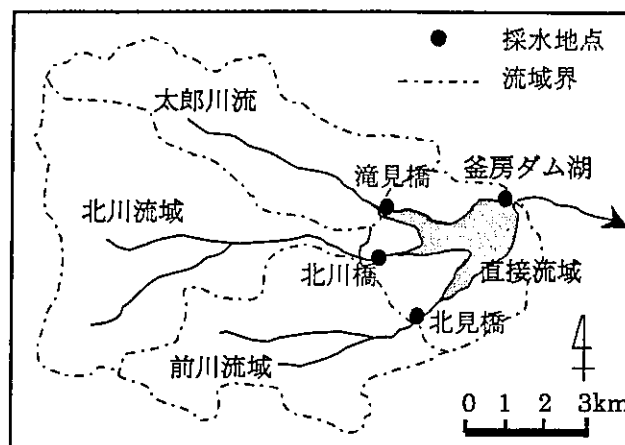 採水地点
流域界
太郎川流
釜房ダム湖
滝見橋
北川流域
直接流域
北川橋
北見橋
前川流域
0 1 2 3km